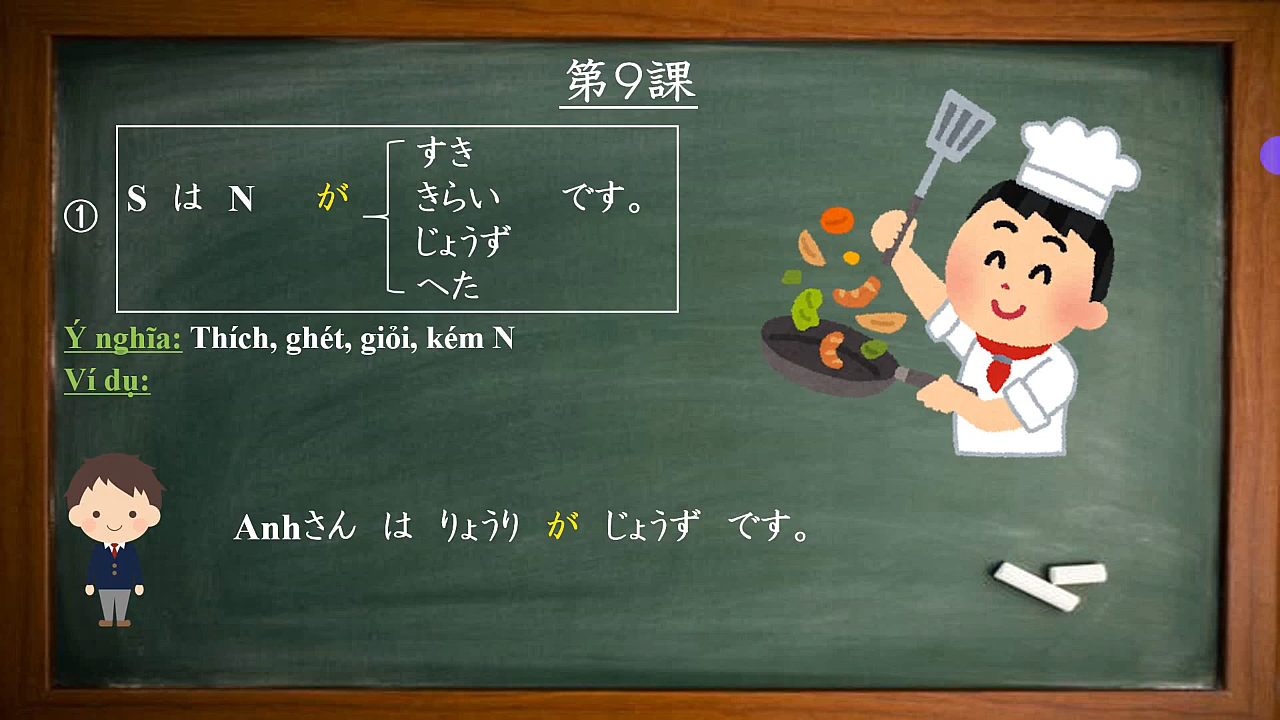 第9課
① S は N が すき です。
きらい
じょうず
へた
Ý nghĩa: Thích, ghét, giỏi, kém N
Ví dụ:
Anhさん は りょうり が じょうず です。